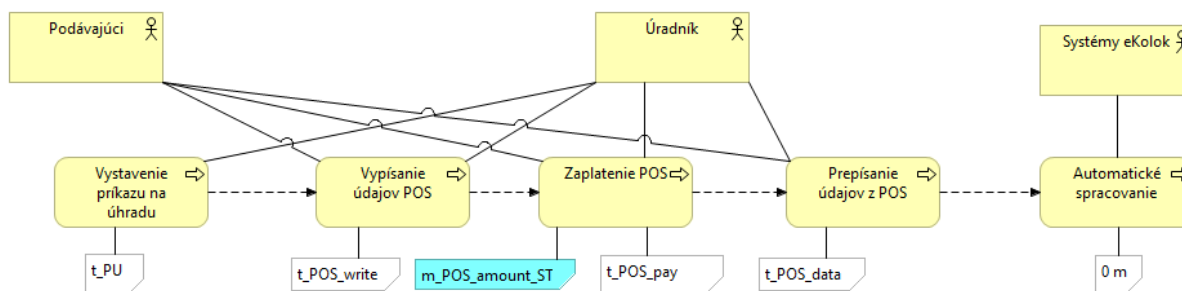 Podávajúci
Úradník
Systémy eKolok
Vystavenie
príkazu na
úhradu
Vypísanie
údajov POS
Zaplatenie POS
Prepísanie
údajov z POS
Automatické
spracovanie
t_PU
t_POS_write
m_POS_amount_ST
t_POS_pay
t_POS_data
0 m